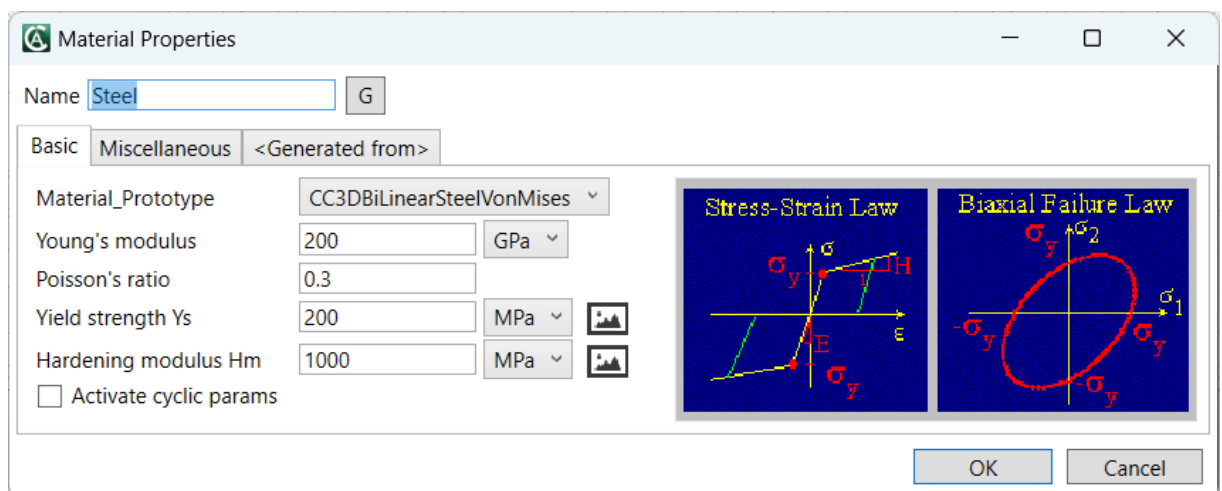 Material Properties
Name Steel G
Basic Miscellaneous <Generated from>
Material_Prototype CC3DBiLinearSteelVonMises
Young's modulus 200 GPa
Poisson's ratio 0.3
Yield strength Ys 200 MPa
Hardening modulus Hm 1000 MPa
Activate cyclic params
Stress-Strain Law
σ
σy
H
1
ε
E
σy
Biaxial Failure Law
σy
σ2
σ1
-σy
σy
-σy
OK Cancel